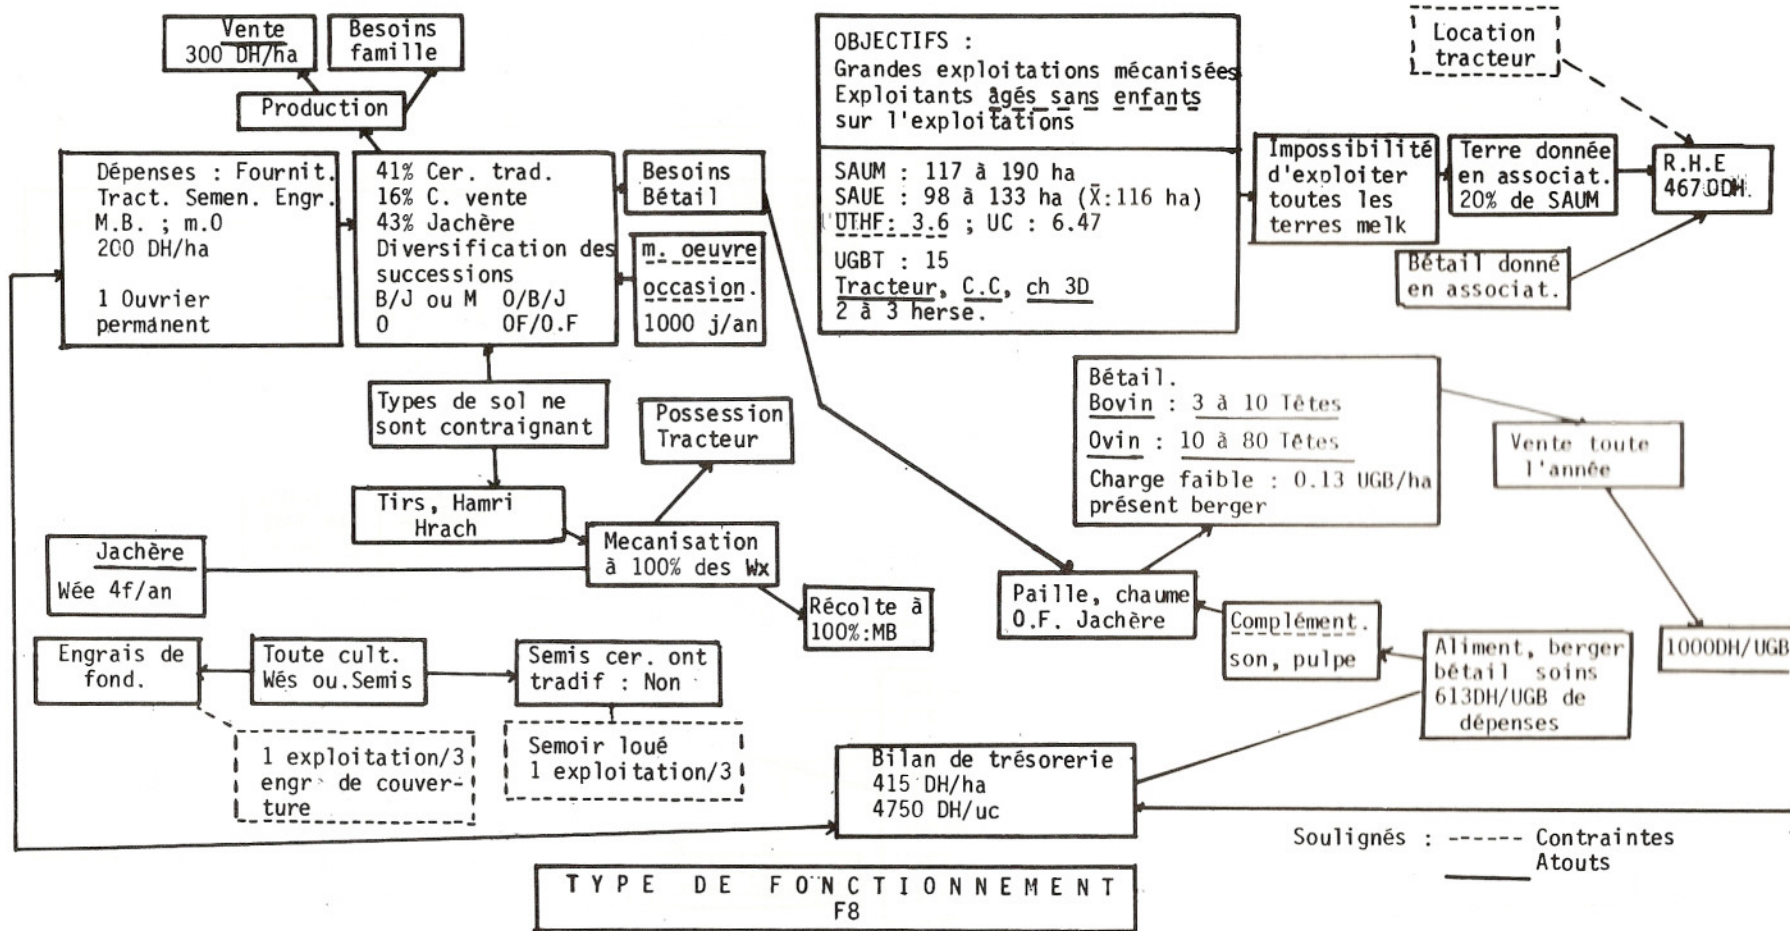 Vente
300 DH/ha
Besoins
famille
Production
Dépenses : Fournit.
Tract. Semen. Engr.
M.B. ; m.O
200 DH/ha
1 Ouvrier
permanent
41% Cer. trad.
16% C. vente
43% Jachère
Diversification des
successions
B/J ou M O/B/J
O OF/O.F
Besoins
Bétail
m. oeuvre
occasion.
1000 j/an
OBJECTIFS :
Grandes exploitations mécanisées
Exploitants âgés sans enfants
sur l'exploitations
SAUM : 117 à 190 ha
SAUE : 98 à 133 ha (X̄:116 ha)
UTHF: 3.6 ; UC : 6.47
UGBT : 15
Tracteur, C.C, ch 3D
2 à 3 herse.
Impossibilité
d'exploiter
toutes les
terres melk
Terre donnée
en associat.
20% de SAUM
Location
tracteur
R.H.E
Bétail donné
en associat.
Types de sol ne
sont contraignant
Possession
Tracteur
Tirs, Hamri
Hrach
Mecanisation
à 100% des Wx
Jachère
Wée 4f/an
Récolte à
100%:MB
Engrais de
fond.
Toute cult.
Wés ou.Semis
Semis cer. ont
tradif : Non
1 exploitation/3
engr de couver-
ture
Semoir loué
1 exploitation/3
Bétail.
Bovin : 3 à 10 Têtes
Ovin : 10 à 80 Têtes
Charge faible : 0.13 UGB/ha
présent berger
Vente toute
l'année
Paille, chaume
O.F. Jachère
Complément.
son, pulpe
Aliment, berger
bétail soins
613DH/UGB de
dépenses
1000DH/UGB
Bilan de trésorerie
415 DH/ha
4750 DH/uc
Soulignés : ------ Contraintes
Atouts
TYPE DE FONCTIONNEMENT
F8